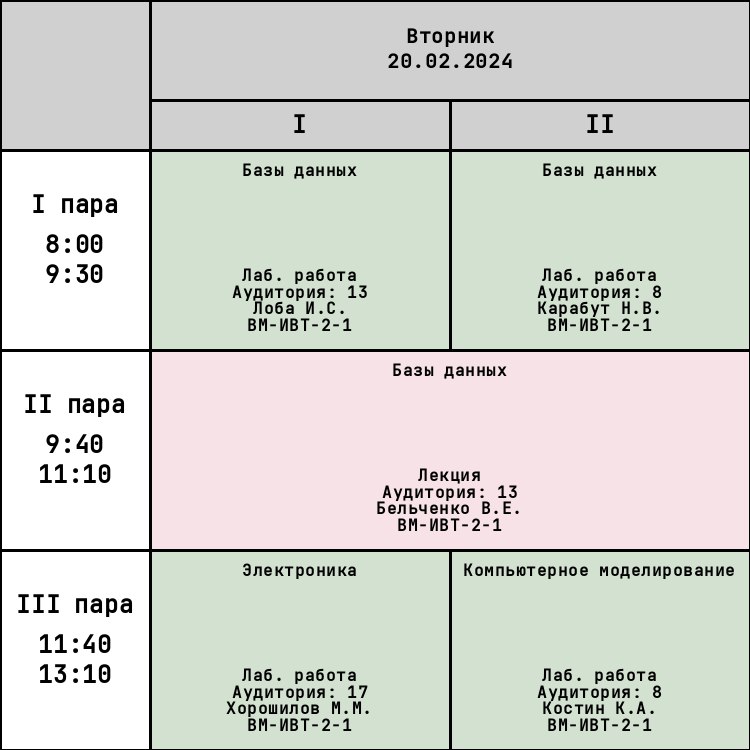 Вторник
20.02.2024
I
II
I пара
8:00
9:30
Базы данных
Лаб. работа
Аудитория: 13
Лоба И.С.
ВМ-ИВТ-2-1
Базы данных
Лаб. работа
Аудитория: 8
Карабут Н.В.
ВМ-ИВТ-2-1
II пара
9:40
11:10
Базы данных
Лекция
Аудитория: 13
Бельченко В.Е.
ВМ-ИВТ-2-1
III пара
11:40
13:10
Электроника
Лаб. работа
Аудитория: 17
Хорошилов М.М.
ВМ-ИВТ-2-1
Компьютерное моделирование
Лаб. работа
Аудитория: 8
Костин К.А.
ВМ-ИВТ-2-1